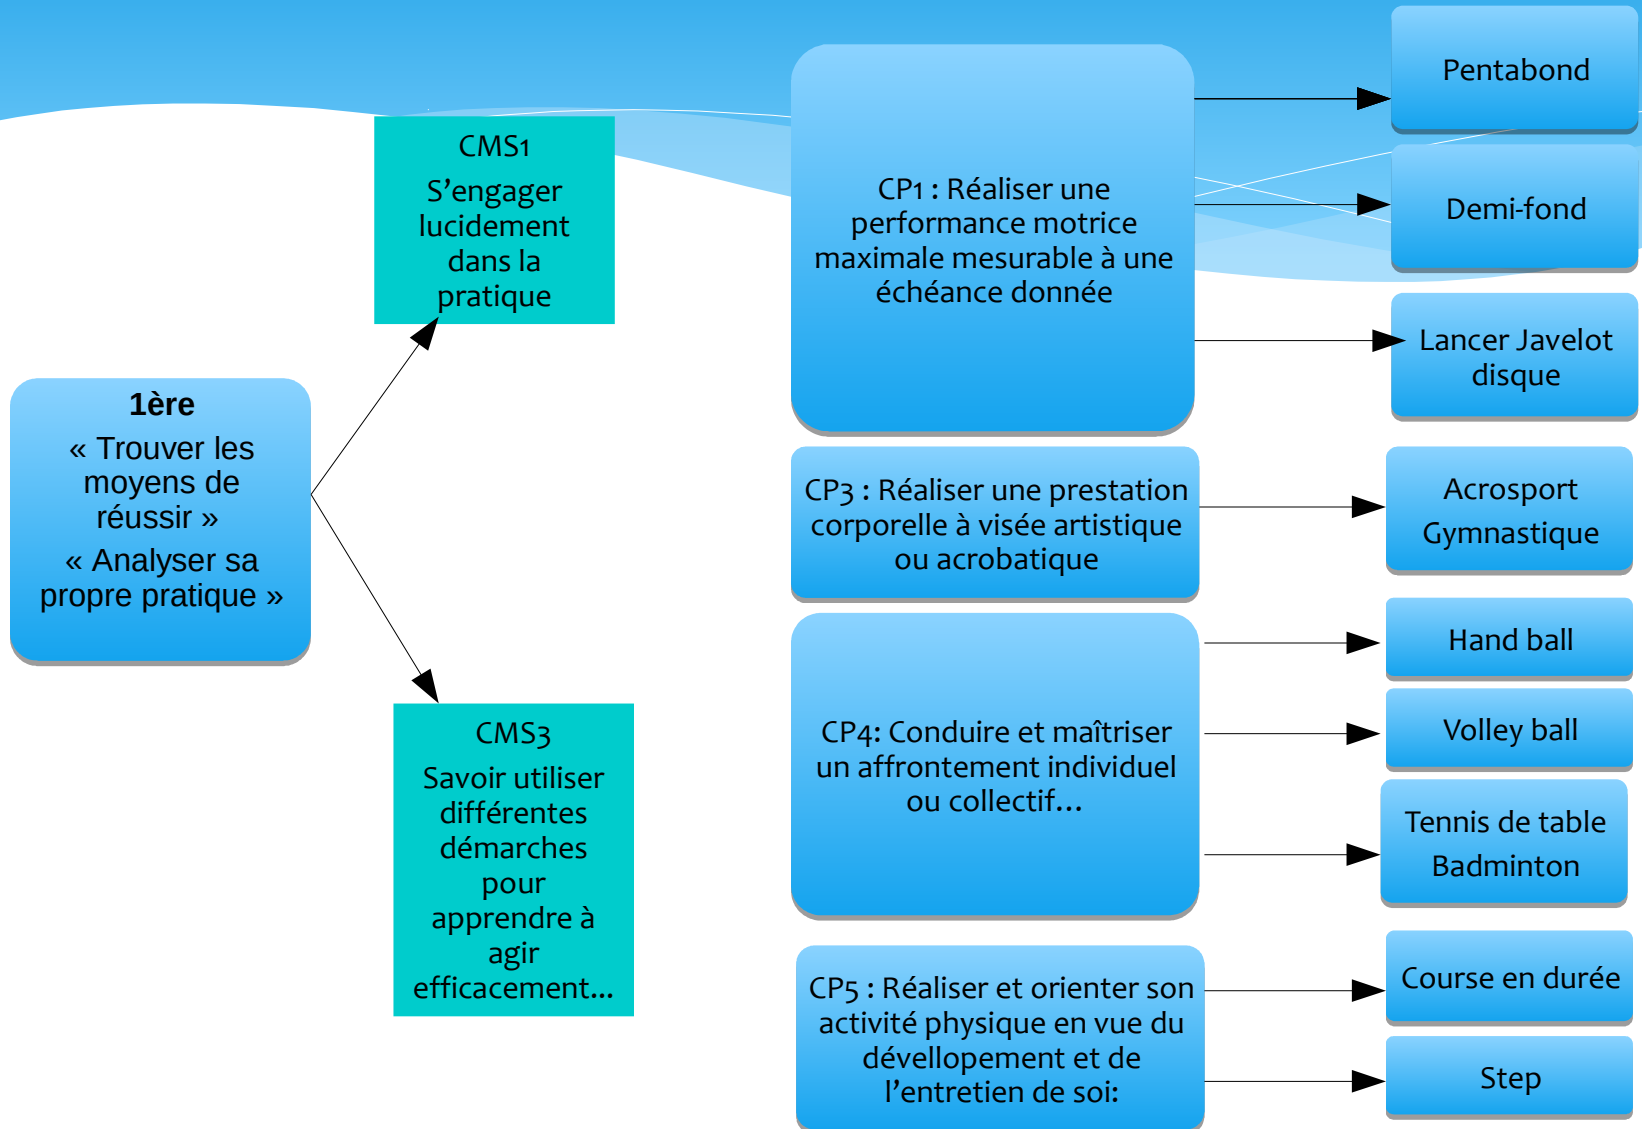 1ère
« Trouver les
moyens de
réussir »
« Analyser sa
propre pratique »
CMS1
S’engager
lucidement
dans la
pratique
CMS3
Savoir utiliser
différentes
démarches
pour
apprendre à
agir
efficacement...
CP1 : Réaliser une
performance motrice
maximale mesurable à une
échéance donnée
Pentabond
Demi-fond
Lancer Javelot
disque
CP3 : Réaliser une prestation
corporelle à visée artistique
ou acrobatique
Acrosport
Gymnastique
CP4: Conduire et maîtriser
un affrontement individuel
ou collectif...
Hand ball
Volley ball
Tennis de table
Badminton
CP5 : Réaliser et orienter son
activité physique en vue du
dévellopement et de
l’entretien de soi:
Course en durée
Step